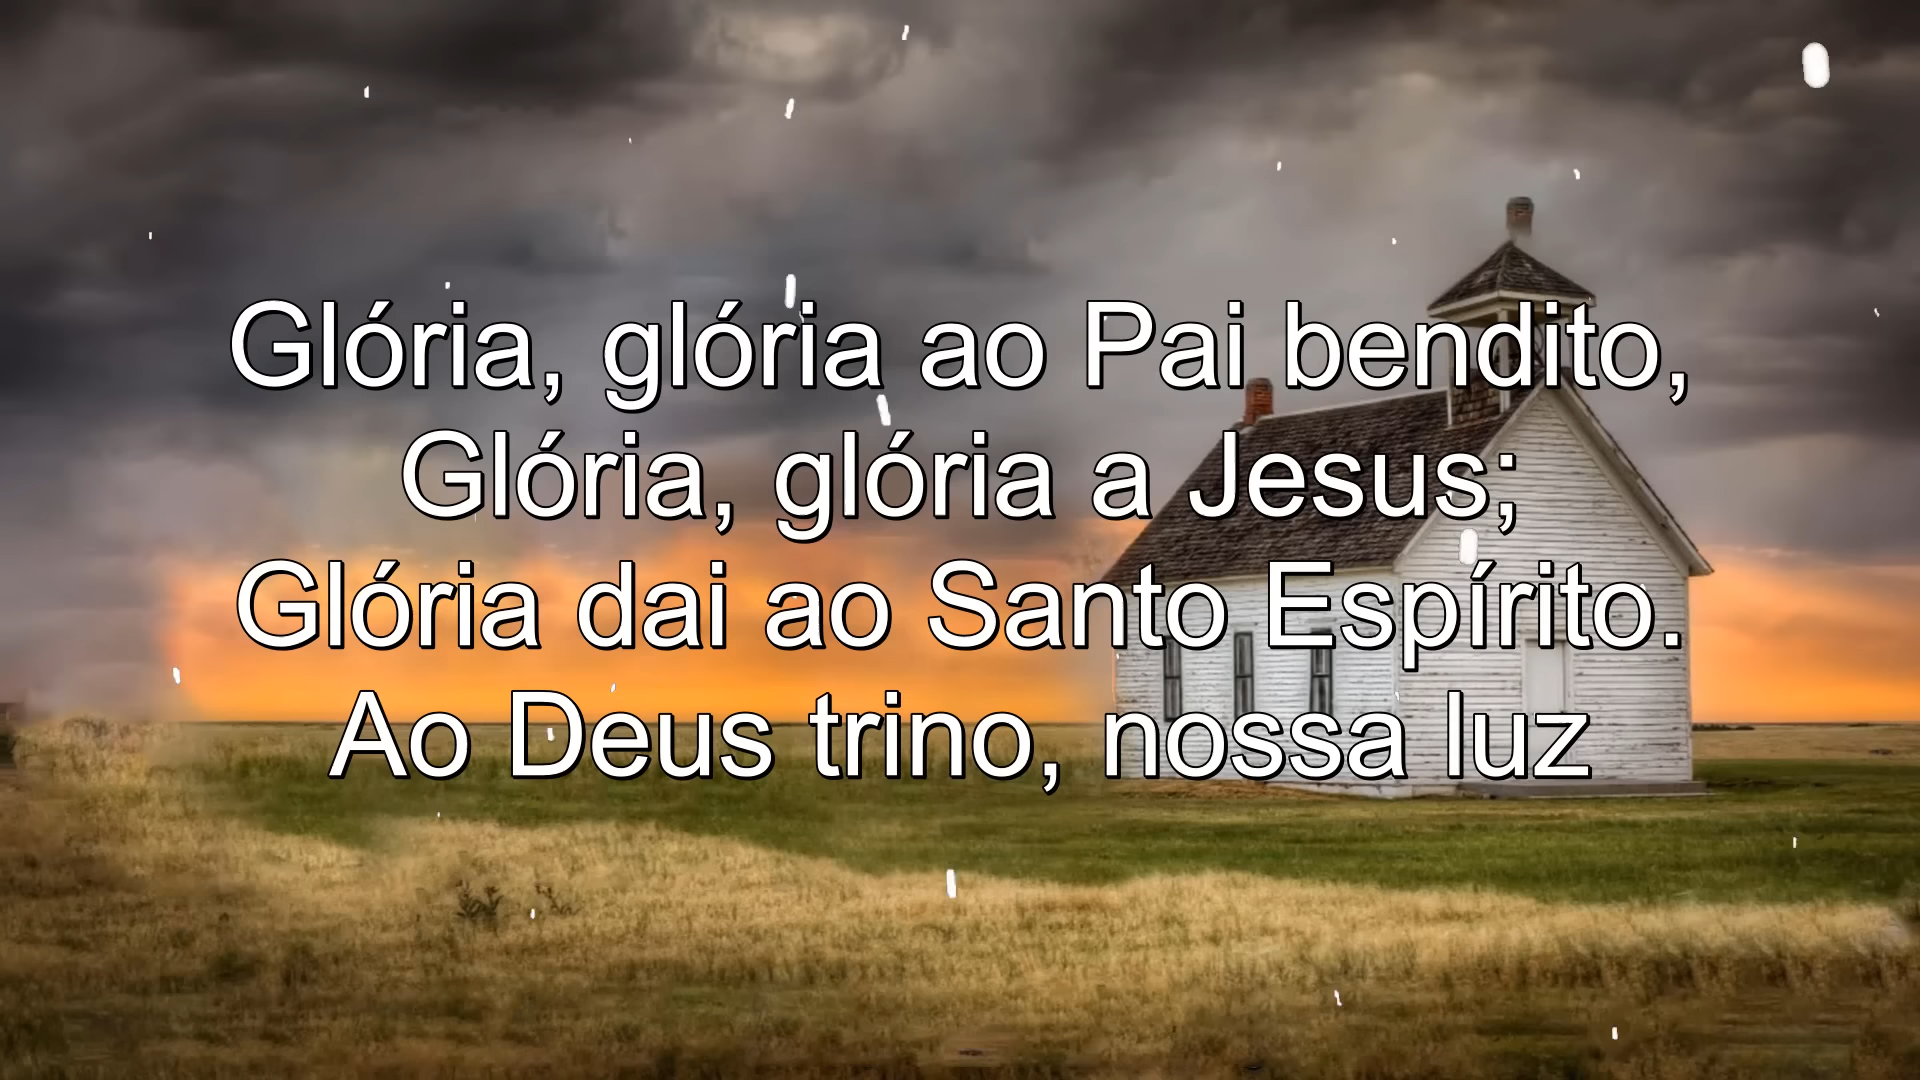 Glória, glória ao Pai bendito,
Glória, glória a Jesus;
Glória dai ao Santo Espírito.
Ao Deus trino, nossa luz